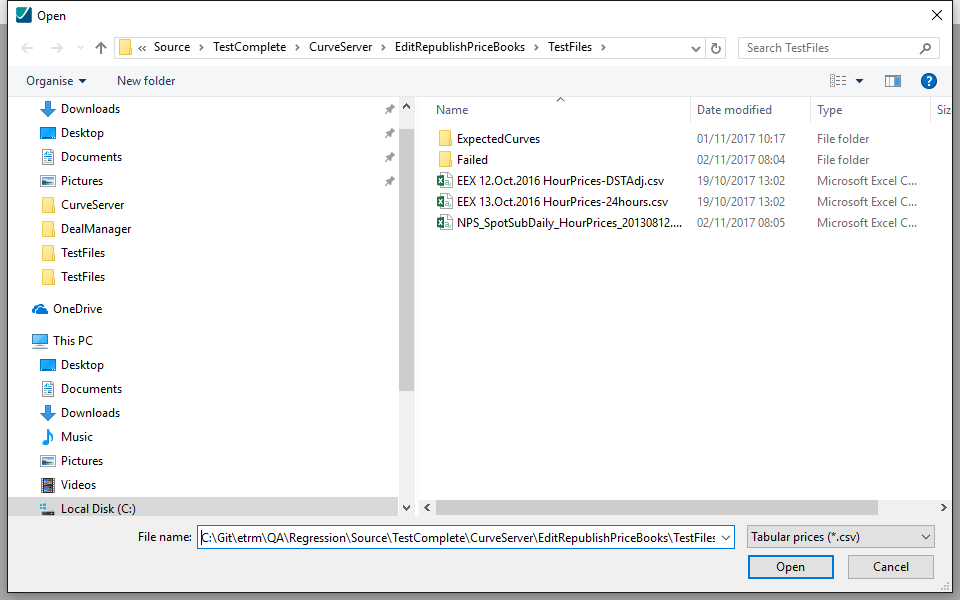 Open
« Source > TestComplete > CurveServer > EditRepublishPriceBooks > TestFiles >
Search TestFiles
Organise
New folder
?
Downloads
Desktop
Documents
Pictures
CurveServer
DealManager
TestFiles
TestFiles
OneDrive
This PC
Desktop
Documents
Downloads
Music
Pictures
Videos
Local Disk (C:)
Name Date modified Type Siz
ExpectedCurves 01/11/2017 10:17 File folder
Failed 02/11/2017 08:04 File folder
EEX 12.Oct.2016 HourPrices-DSTAdj.csv 19/10/2017 13:02 Microsoft Excel C...
EEX 13.Oct.2016 HourPrices-24hours.csv 19/10/2017 13:02 Microsoft Excel C...
NPS_SpotSubDaily_HourPrices_20130812.... 02/11/2017 08:05 Microsoft Excel C...
File name: C:\Git\etrm\QA\Regression\Source\TestComplete\CurveServer\EditRepublishPriceBooks\TestFiles Tabular prices (*.csv)
Open Cancel